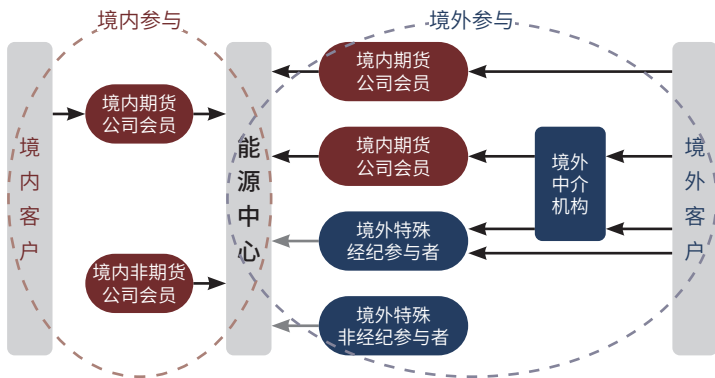 境内参与
境外参与
境内客户
境内期货
公司会员
境内非期货
公司会员
能源中心
境内期货
公司会员
境内期货
公司会员
境外特殊
经纪参与者
境外特殊
非经纪参与者
境外
中介
机构
境外客户